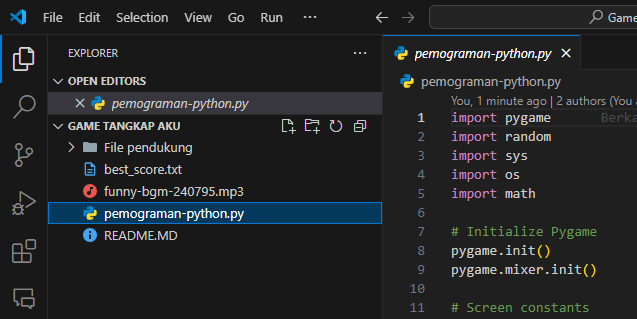 File Edit Selection View Go Run ... Game
EXPLORER ...
OPEN EDITORS
pemograman-python.py
GAME TANGKAP AKU
File pendukung
best_score.txt
funny-bgm-240795.mp3
pemograman-python.py
README.MD
pemograman-python.py
pemograman-python.py
You, 1 minute ago | 2 authors (You a
1 import pygame Berka
2 import random
3 import sys
4 import os
5 import math
6
7 # Initialize Pygame
8 pygame.init()
9 pygame.mixer.init()
10
11 # Screen constants